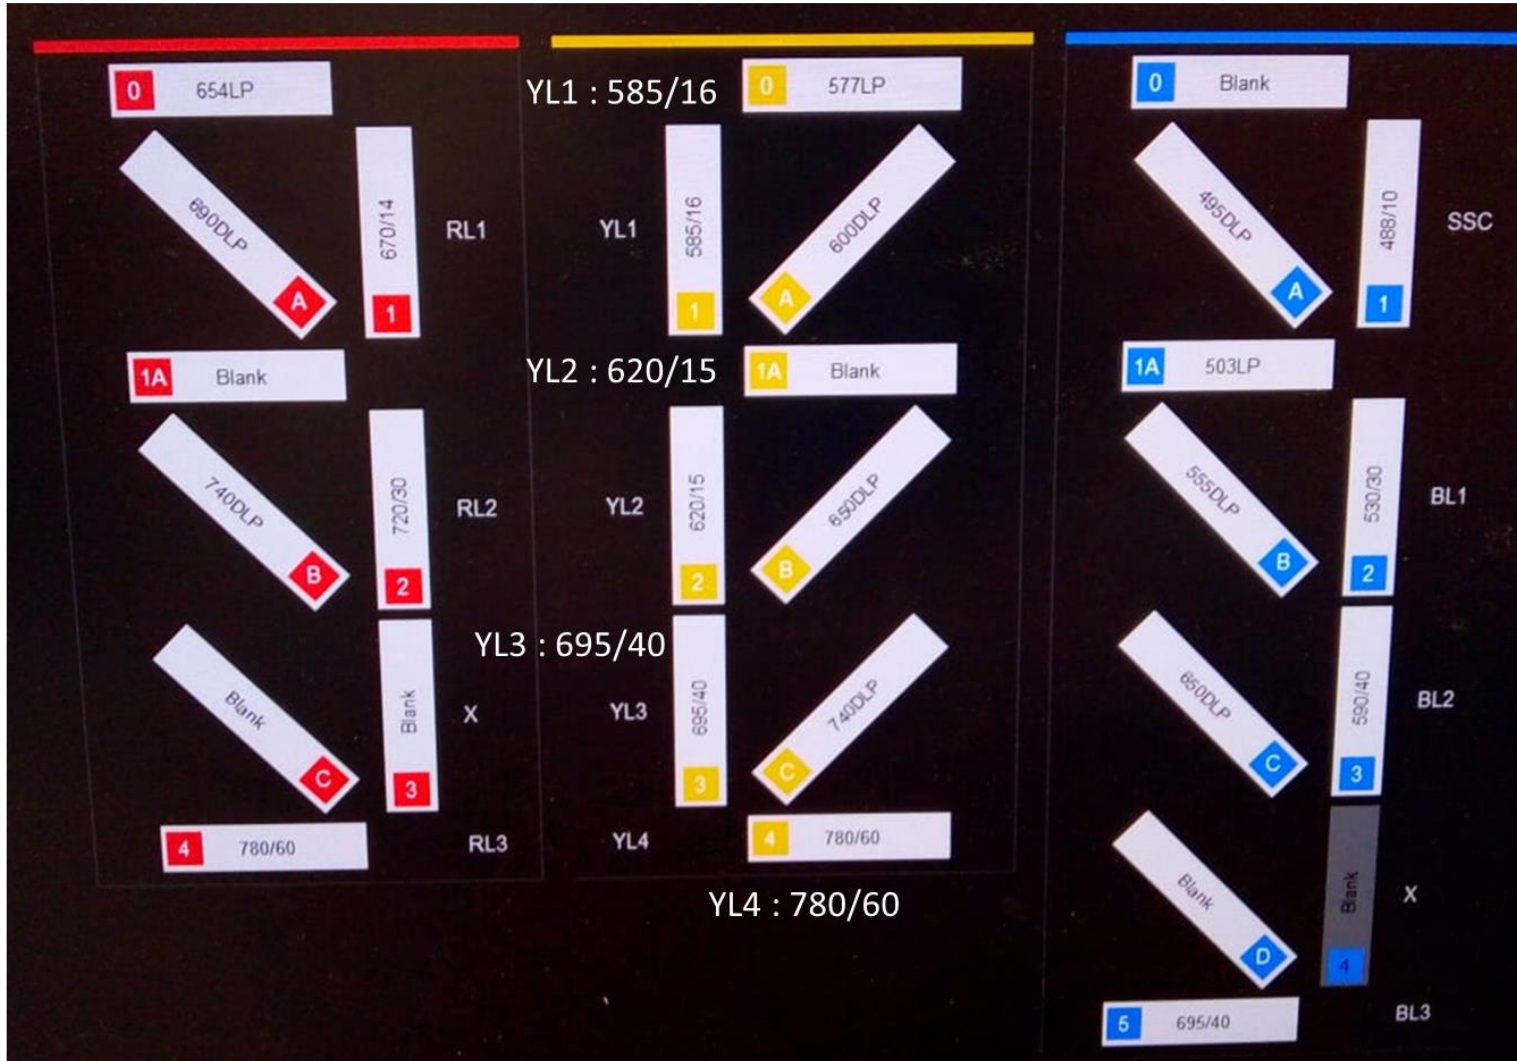 0 654LP
690DLP A
670/14 1
RL1
1A Blank
740DLP B
720/30 2
RL2
Blank C
Blank 3
X
4 780/60
RL3
YL1 : 585/16
0 577LP
YL1
585/16 1
600DLP A
YL2 : 620/15
1A Blank
YL2
620/15 2
650DLP B
YL3 : 695/40
YL3
695/40 3
740DLP C
YL4
4 780/60
YL4 : 780/60
0 Blank
495DLP A
488/10 1
SSC
1A 503LP
555DLP B
530/30 2
BL1
650DLP C
590/40 3
BL2
Blank D
Blank 4
X
5 695/40
BL3